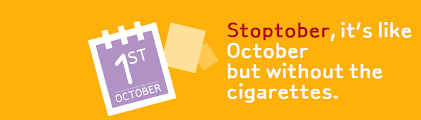 1ST
OCTOBER
Stoptober, it's like
October
but without the
cigarettes.